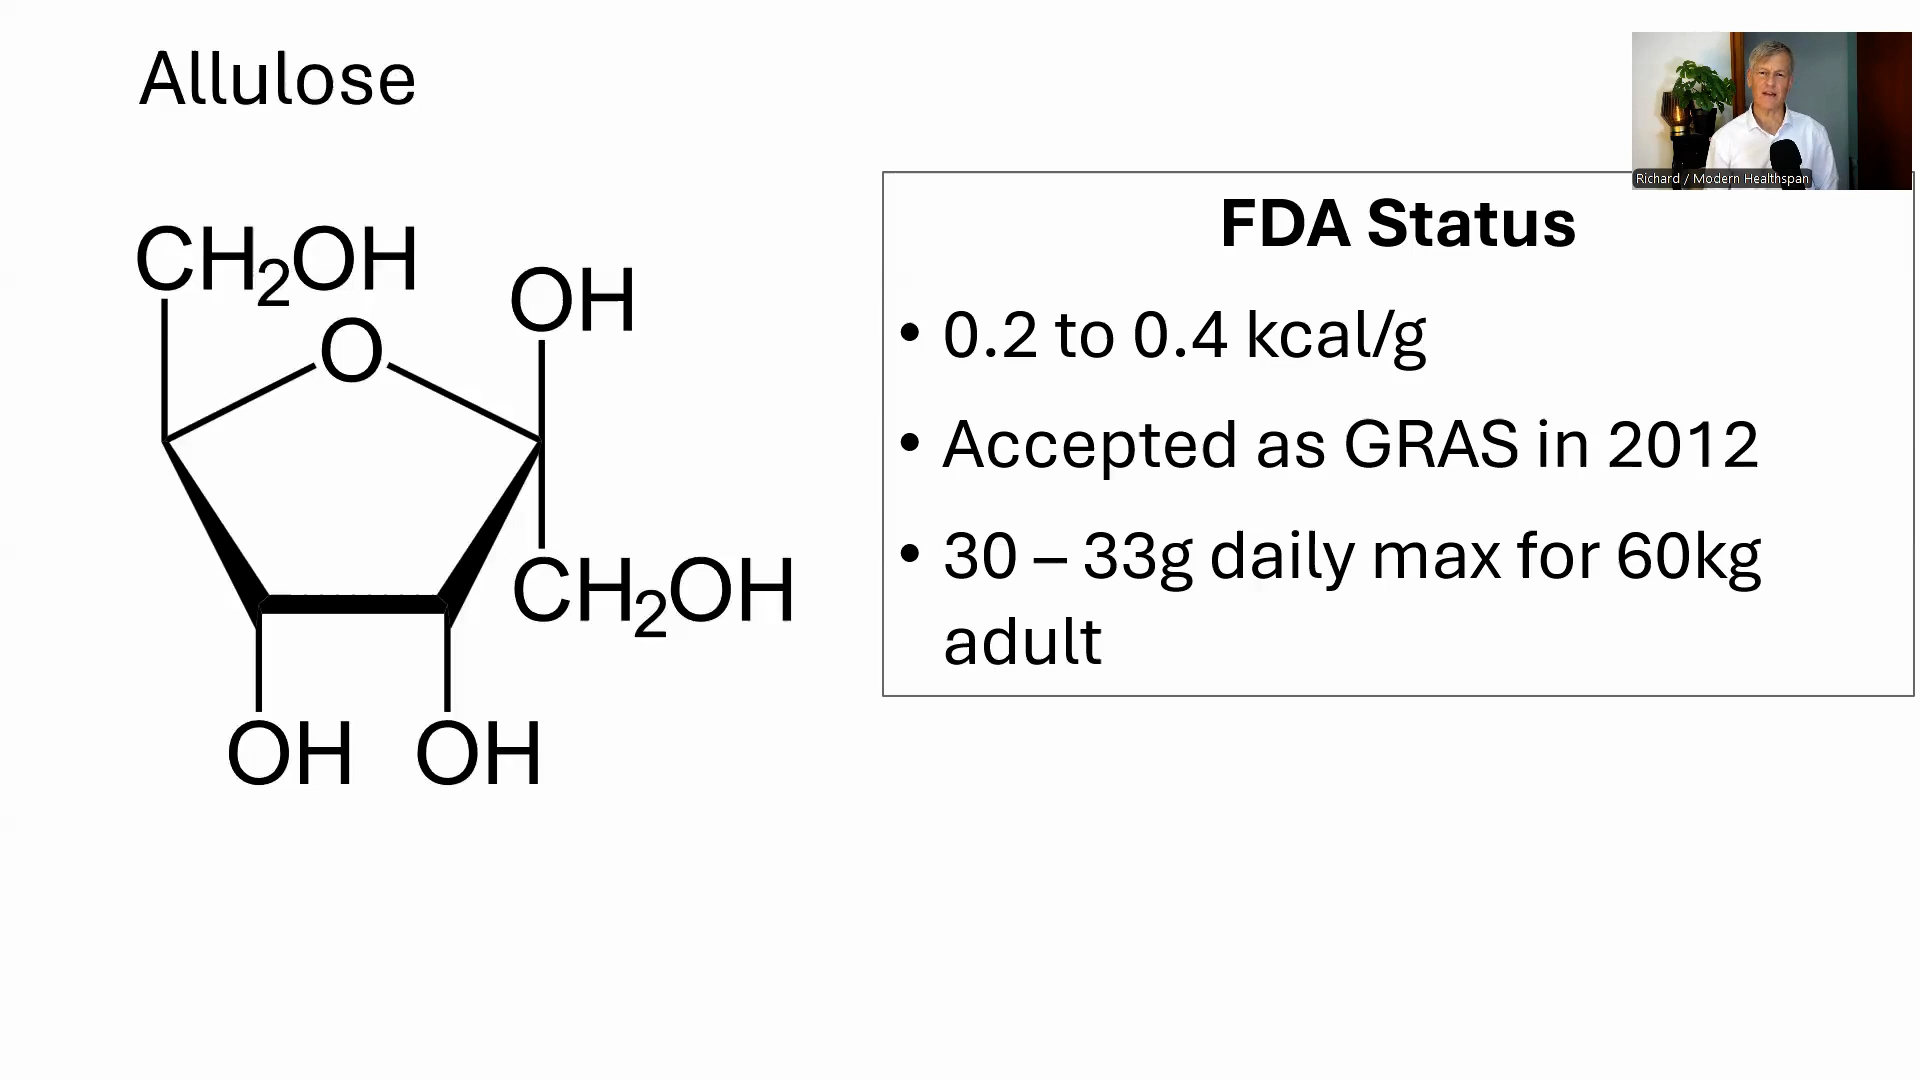 Allulose
Richard / Modern Healthspan
CH2OH
OH
O
CH2OH
OH OH
FDA Status
• 0.2 to 0.4 kcal/g
• Accepted as GRAS in 2012
• 30 – 33g daily max for 60kg
adult